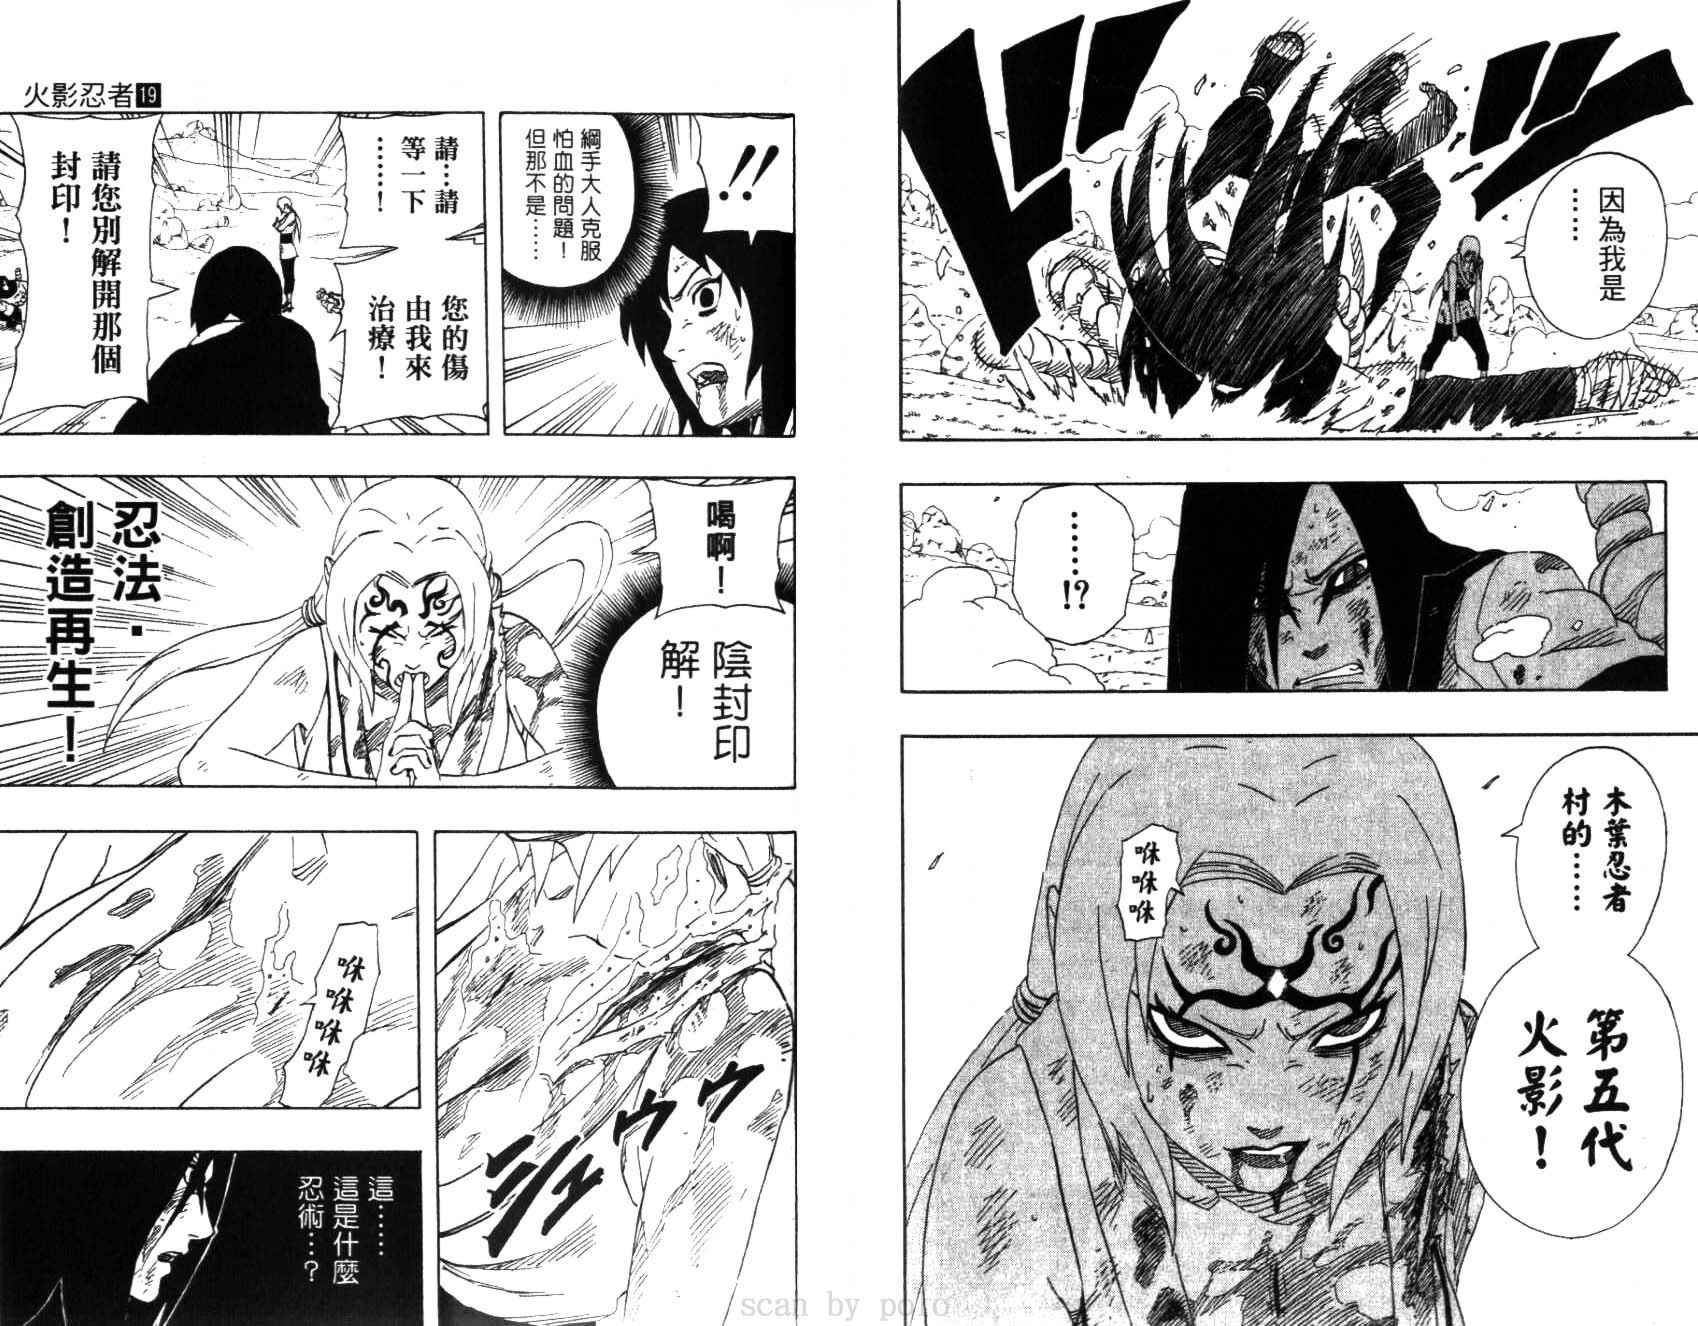 因為我是
……
……!?
木葉忍者
村的……
第五代
火影！
咻
咻
咻
火影忍者19
!!
綱手大人克服
怕血的問題！
但那不是……
請…請
等一下
……！
您的傷
由我來
治療！
請您別解開那個
封印！
喝啊！
陰封印
解！
忍法．
創造再生！
シュゥゥ
咻
咻
咻
咻
這……
這是什麼
忍術…？
scan by polo